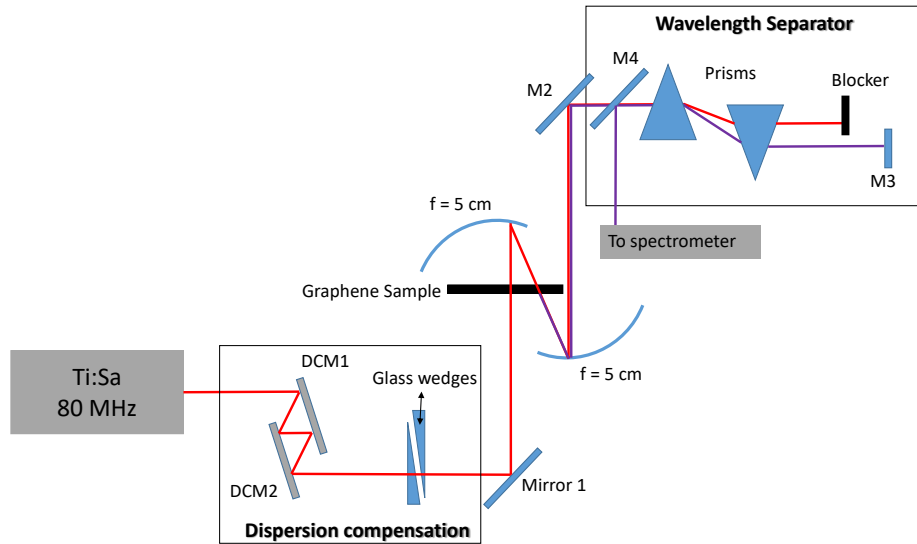 Wavelength Separator
M4
Prisms
M2
Blocker
M3
f = 5 cm
To spectrometer
Graphene Sample
Ti:Sa
80 MHz
DCM1
Glass wedges
f = 5 cm
DCM2
Mirror 1
Dispersion compensation